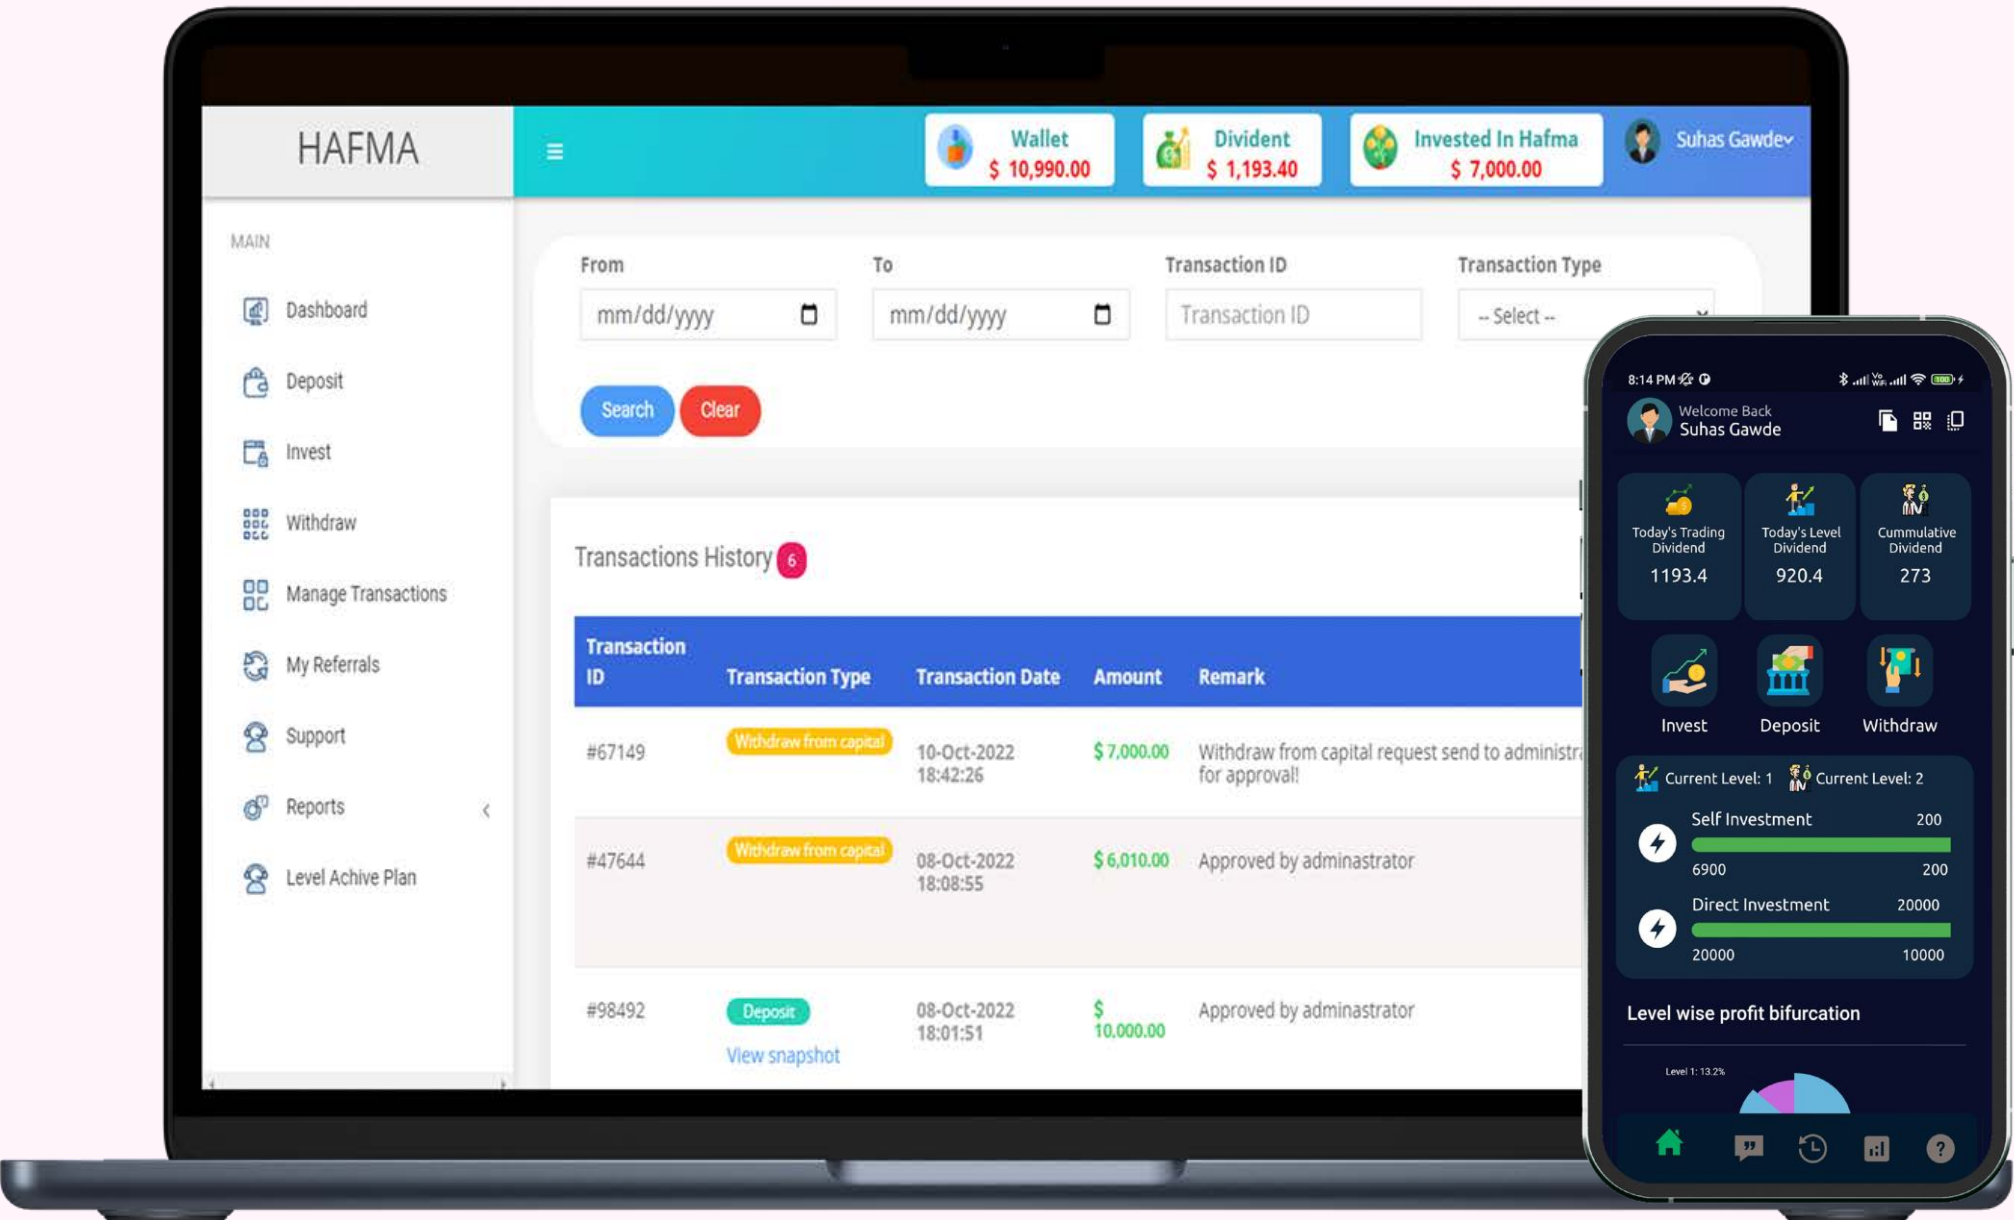 HAFMA
Wallet
$ 10,990.00
Divident
$ 1,193.40
Invested In Hafma
$ 7,000.00
Suhas Gawde
MAIN
Dashboard
Deposit
Invest
Withdraw
Manage Transactions
My Referrals
Support
Reports
Level Achive Plan
From
To
Transaction ID
Transaction Type
mm/dd/yyyy
mm/dd/yyyy
Transaction ID
-- Select --
Search
Clear
Transactions History 6
Transaction
ID
Transaction Type
Transaction Date
Amount
Remark
#67149
Withdraw from capital
10-Oct-2022
18:42:26
$ 7,000.00
Withdraw from capital request send to administra
for approval!
#47644
Withdraw from capital
08-Oct-2022
18:08:55
$ 6,010.00
Approved by adminastrator
#98492
Deposit
View snapshot
08-Oct-2022
18:01:51
$
10,000.00
Approved by adminastrator
8:14 PM
Vo
WiFi
100
Welcome Back
Suhas Gawde
Today's Trading
Dividend
1193.4
Today's Level
Dividend
920.4
Cummulative
Dividend
273
Invest
Deposit
Withdraw
Current Level: 1
Current Level: 2
Self Investment 200
6900 200
Direct Investment 20000
20000 10000
Level wise profit bifurcation
Level 1: 13.2%